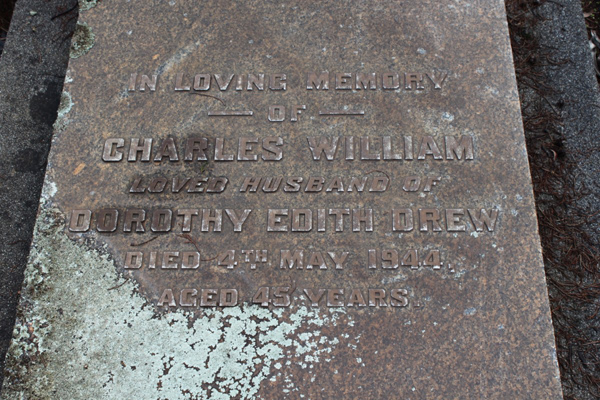 IN LOVING MEMORY
— OF —
CHARLES WILLIAM
LOVED HUSBAND OF
DOROTHY EDITH DREW
DIED 4TH MAY 1944.
AGED 45 YEARS.